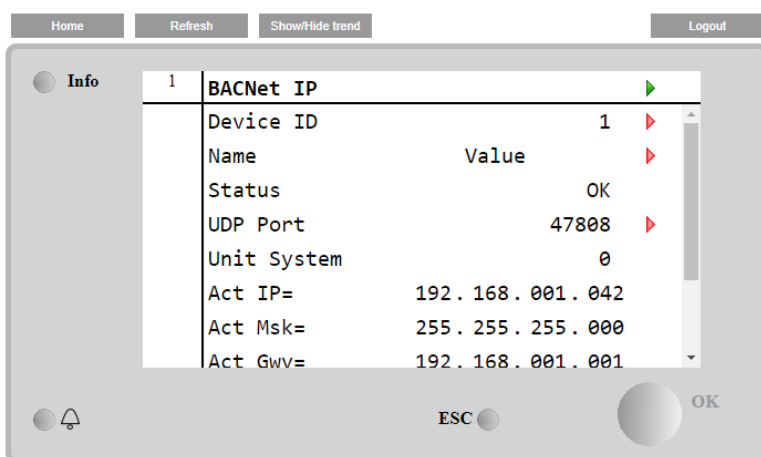 Home Refresh Show/Hide trend Logout
Info
1 BACNet IP
Device ID 1
Name Value
Status OK
UDP Port 47808
Unit System 0
Act IP= 192.168.001.042
Act Msk= 255.255.255.000
Act Gwy= 192.168.001.001
ESC
OK